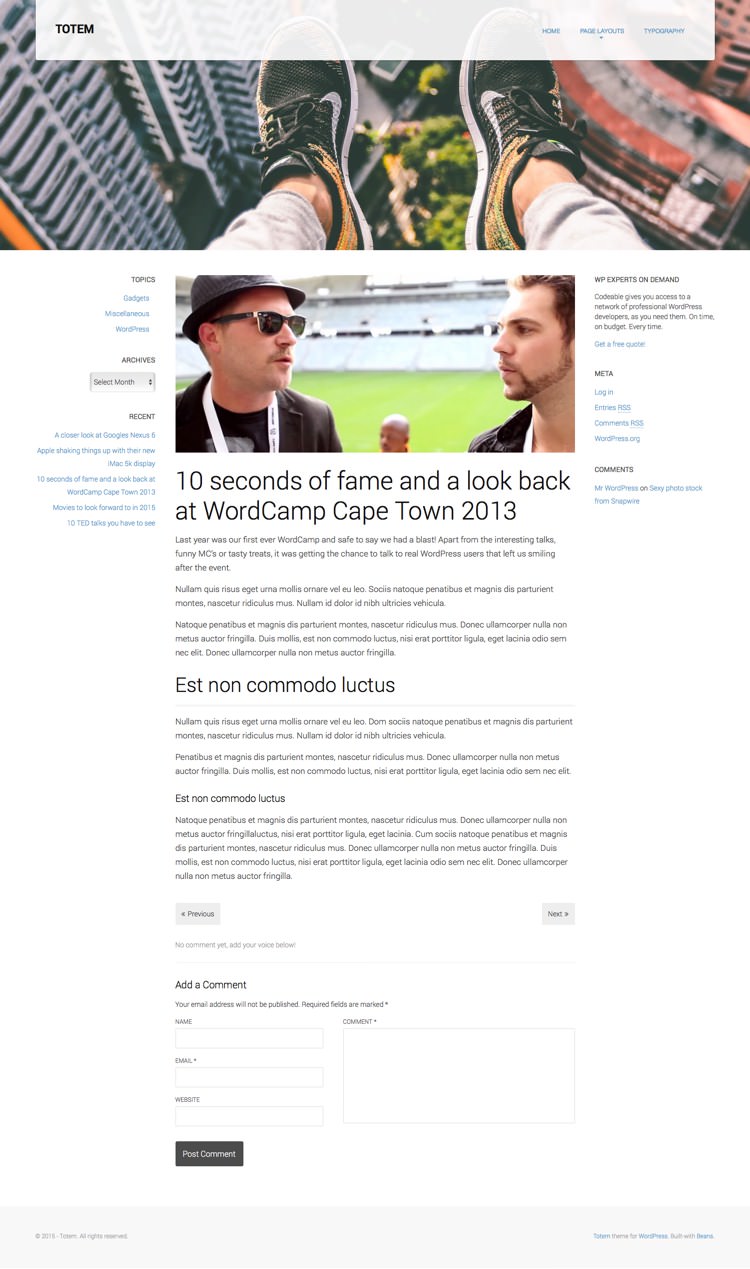 TOTEM
HOME PAGE LAYOUTS TYPOGRAPHY
TOPICS
Gadgets
Miscellaneous
WordPress
ARCHIVES
Select Month
RECENT
A closer look at Googles Nexus 6
Apple shaking things up with their new
iMac 5k display
10 seconds of fame and a look back at
WordCamp Cape Town 2013
Movies to look forward to in 2015
10 TED talks you have to see
10 seconds of fame and a look back
at WordCamp Cape Town 2013
Last year was our first ever WordCamp and safe to say we had a blast! Apart from the interesting talks,
funny MC's or tasty treats, it was getting the chance to talk to real WordPress users that left us smiling
after the event.
Nullam quis risus eget urna mollis ornare vel eu leo. Sociis natoque penatibus et magnis dis parturient
montes, nascetur ridiculus mus. Nullam id dolor id nibh ultricies vehicula.
Natoque penatibus et magnis dis parturient montes, nascetur ridiculus mus. Donec ullamcorper nulla non
metus auctor fringilla. Duis mollis, est non commodo luctus, nisi erat porttitor ligula, eget lacinia odio sem
nec elit. Donec ullamcorper nulla non metus auctor fringilla.
Est non commodo luctus
Nullam quis risus eget urna mollis ornare vel eu leo. Dom sociis natoque penatibus et magnis dis parturient
montes, nascetur ridiculus mus. Nullam id dolor id nibh ultricies vehicula.
Penatibus et magnis dis parturient montes, nascetur ridiculus mus. Donec ullamcorper nulla non metus
auctor fringilla. Duis mollis, est non commodo luctus, nisi erat porttitor ligula, eget lacinia odio sem nec elit.
Est non commodo luctus
Natoque penatibus et magnis dis parturient montes, nascetur ridiculus mus. Donec ullamcorper nulla non
metus auctor fringillaluctus, nisi erat porttitor ligula, eget lacinia. Cum sociis natoque penatibus et magnis
dis parturient montes, nascetur ridiculus mus. Donec ullamcorper nulla non metus auctor fringilla. Duis
mollis, est non commodo luctus, nisi erat porttitor ligula, eget lacinia odio sem nec elit. Donec ullamcorper
nulla non metus auctor fringilla.
« Previous
Next »
No comment yet, add your voice below!
Add a Comment
Your email address will not be published. Required fields are marked *
NAME
EMAIL *
WEBSITE
COMMENT *
Post Comment
WP EXPERTS ON DEMAND
Codeable gives you access to a
network of professional WordPress
developers, as you need them. On time,
on budget. Every time.
Get a free quote!
META
Log in
Entries RSS
Comments RSS
WordPress.org
COMMENTS
Mr WordPress on Sexy photo stock
from Snapwire
© 2015 - Totem. All rights reserved.
Totem theme for WordPress. Built-with Beans.